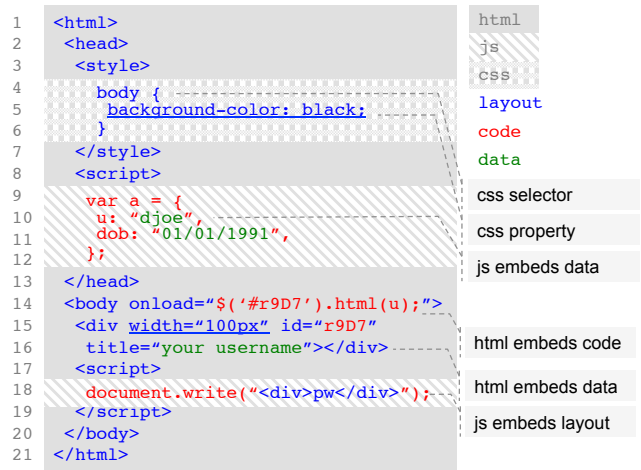 1 <html>
2 <head>
3 <style>
4 body {
5 background-color: black;
6 }
7 </style>
8 <script>
9 var a = {
10 u: “djoe”,
11 dob: “01/01/1991”,
12 };
13 </head>
14 <body onload=“$(‘#r9D7’).html(u);”>
15 <div width=“100px” id=“r9D7”
16 title=“your username”></div>
17 <script>
18 document.write(“<div>pw</div>”);
19 </script>
20 </body>
21 </html>
html
js
css
layout
code
data
css selector
css property
js embeds data
html embeds code
html embeds data
js embeds layout